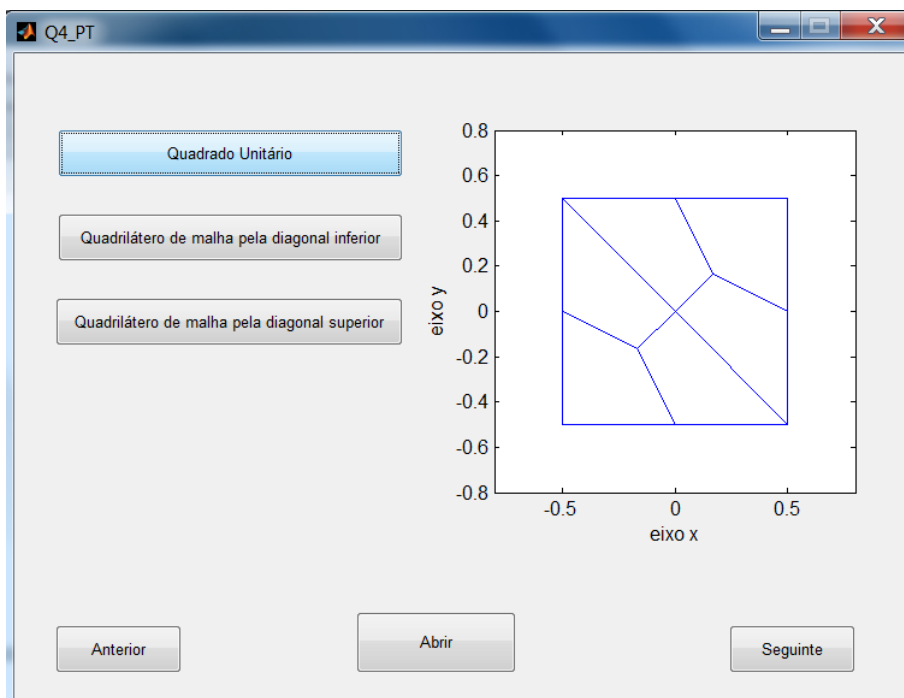 Q4_PT
Quadrado Unitário
Quadrilátero de malha pela diagonal inferior
Quadrilátero de malha pela diagonal superior
0.8
0.6
0.4
0.2
0
-0.2
-0.4
-0.6
-0.8
eixo y
-0.5 0 0.5
eixo x
Anterior
Abrir
Seguinte